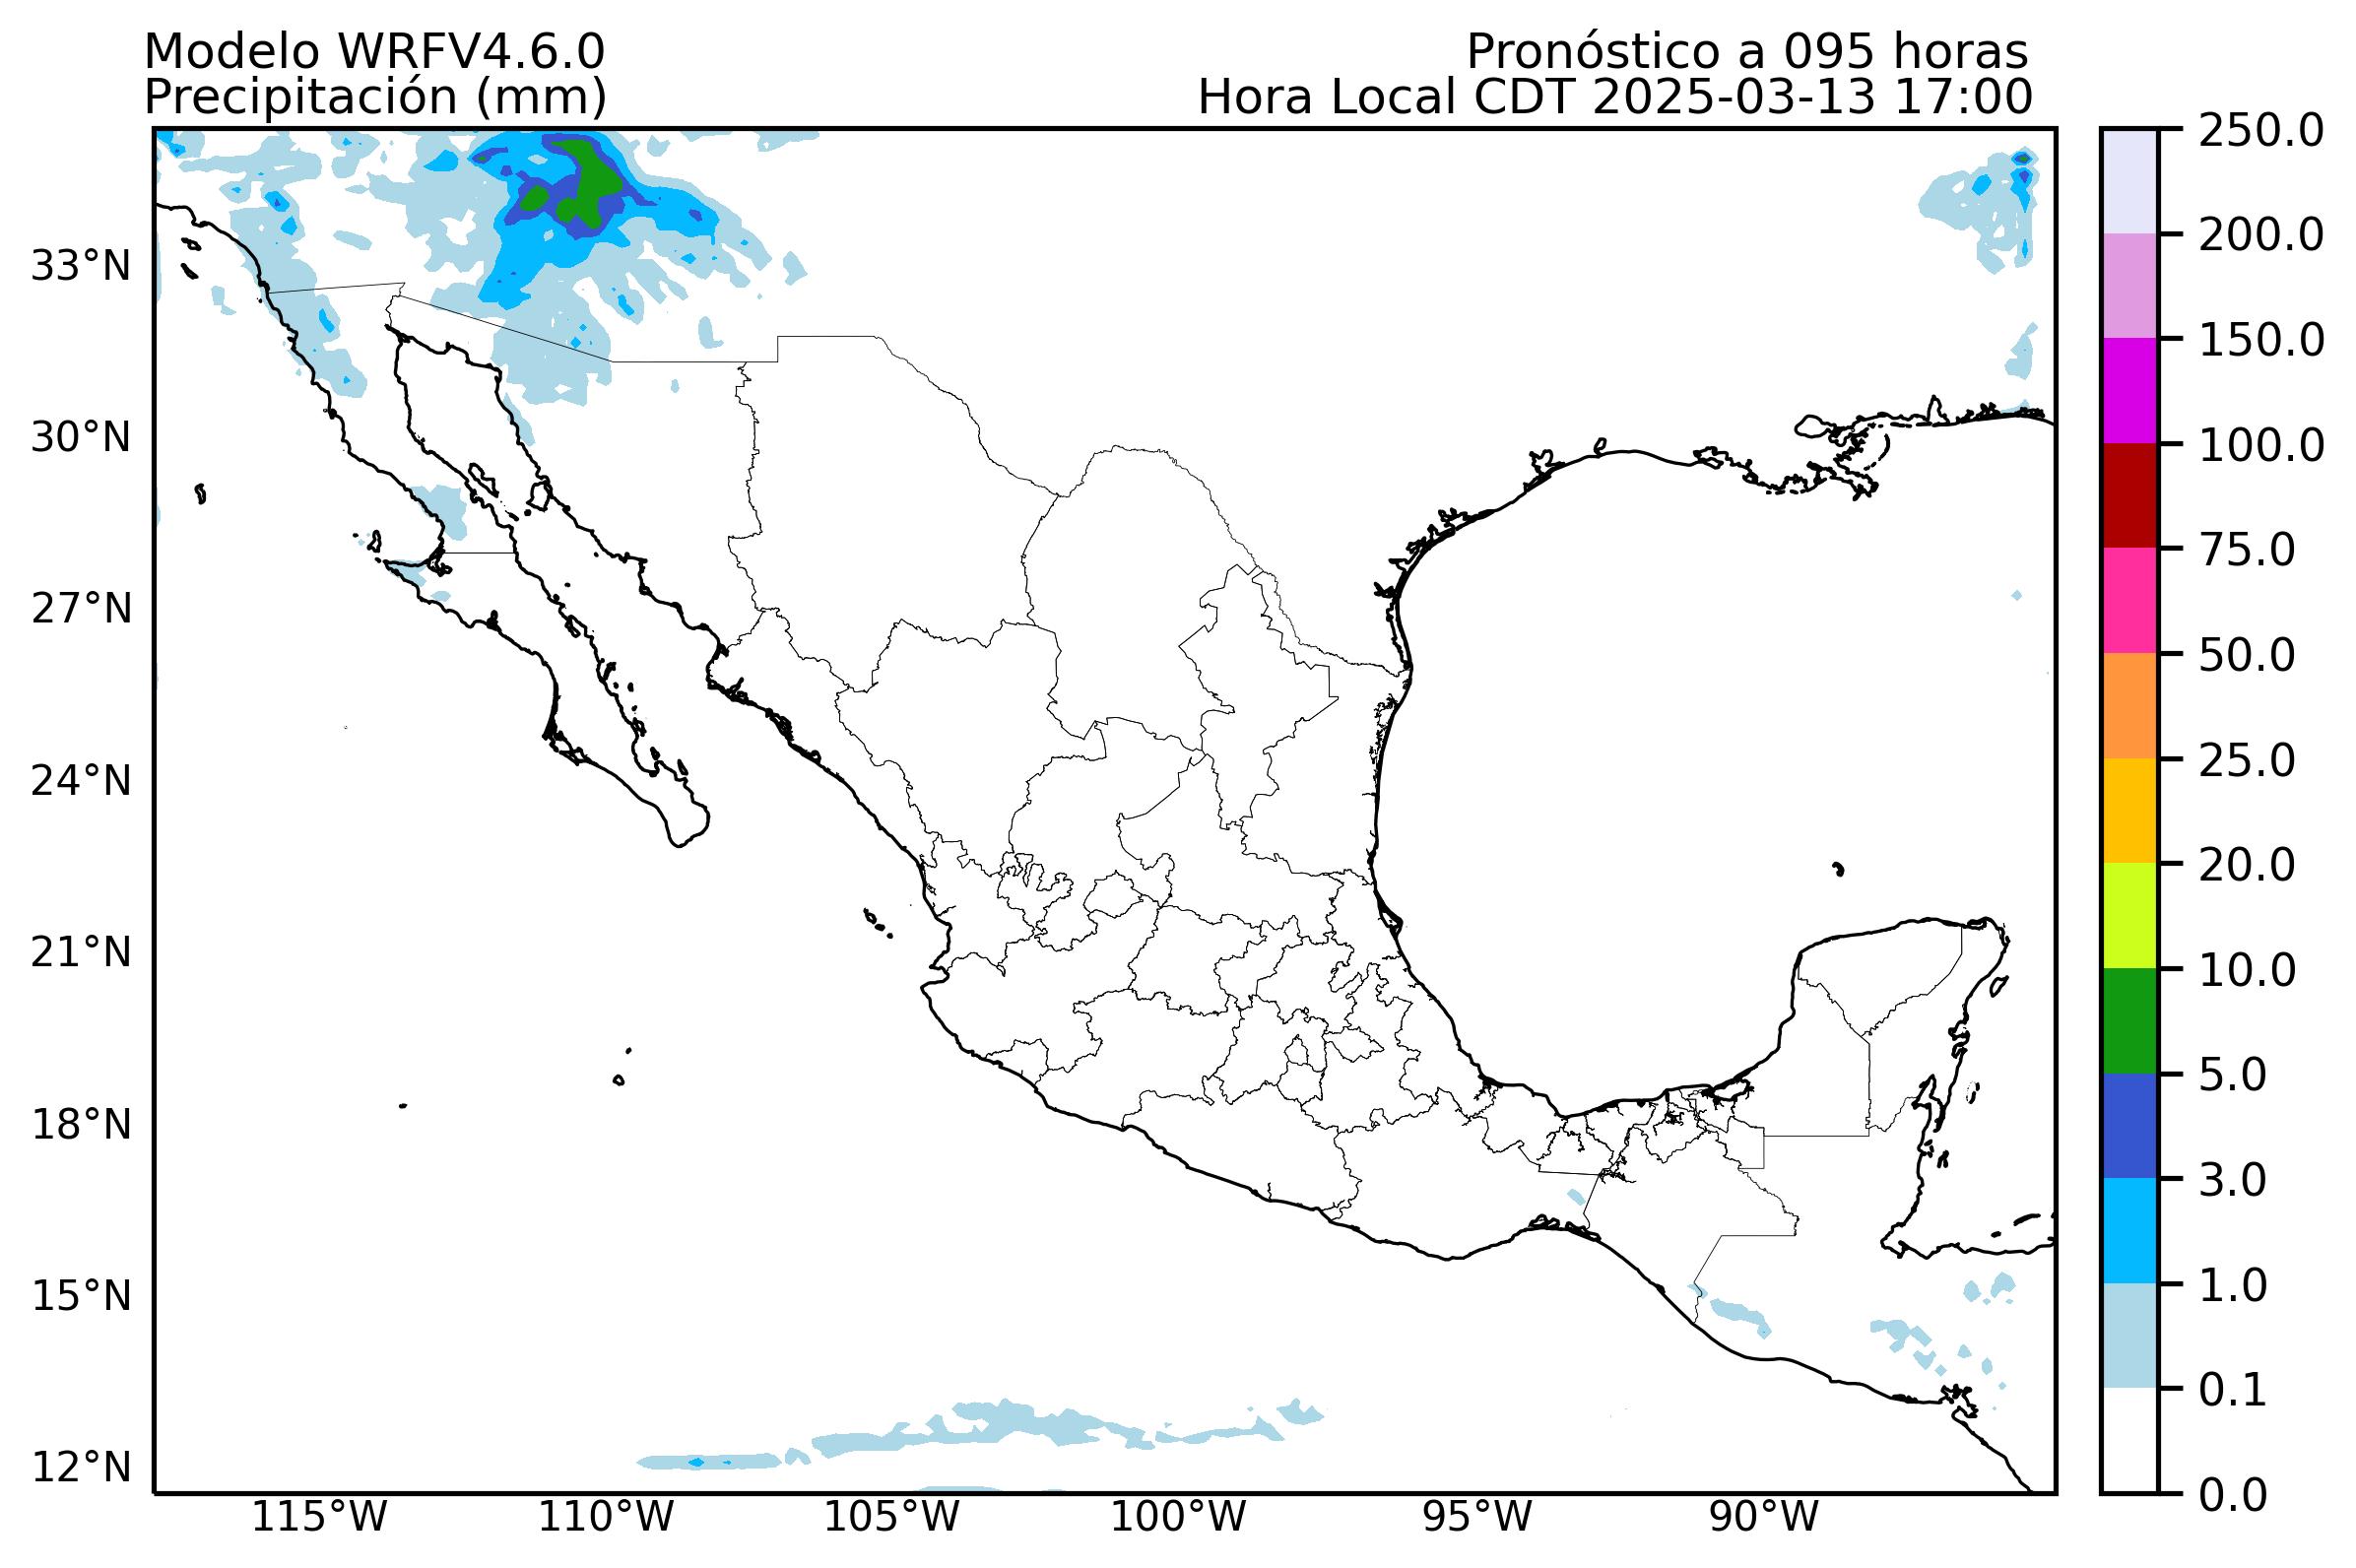 Modelo WRFV4.6.0
Pronóstico a 095 horas
Precipitación (mm)
Hora Local CDT 2025-03-13 17:00
33°N
30°N
27°N
24°N
21°N
18°N
15°N
12°N
115°W
110°W
105°W
100°W
95°W
90°W
250.0
200.0
150.0
100.0
75.0
50.0
25.0
20.0
10.0
5.0
3.0
1.0
0.1
0.0